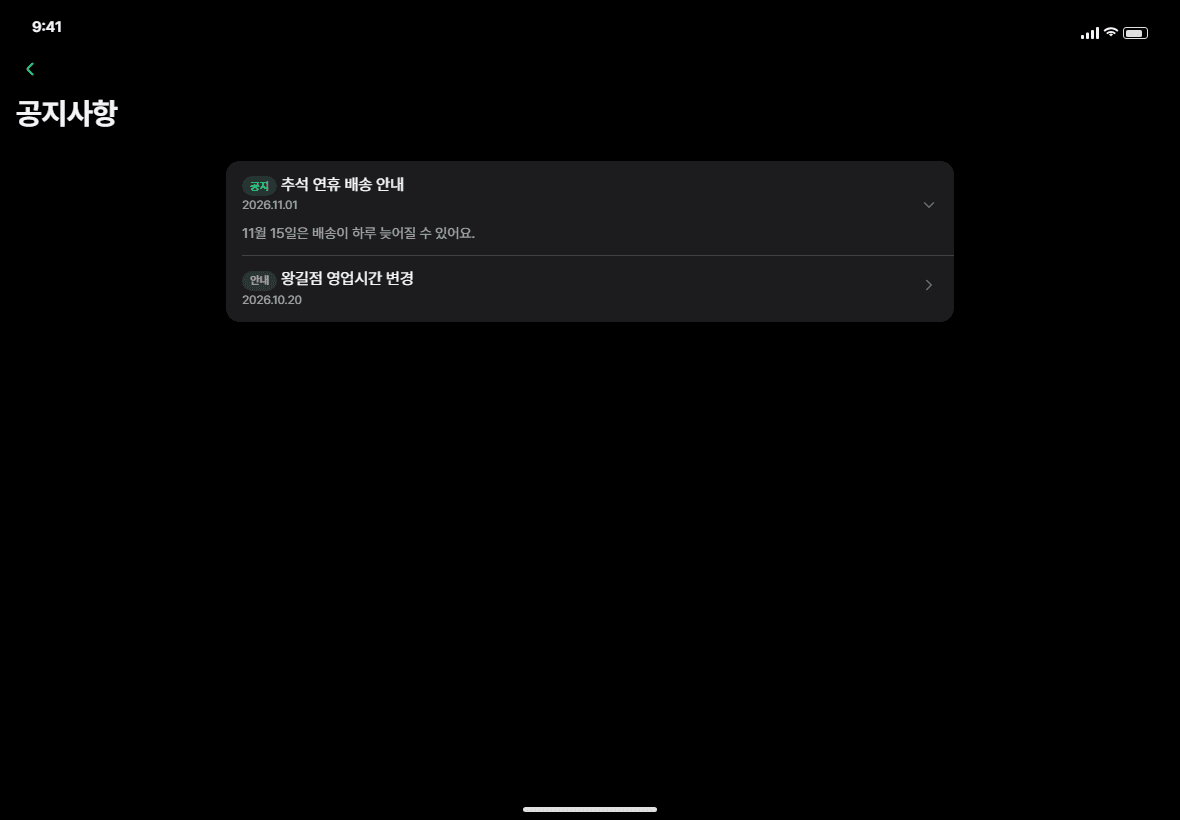 9:41
공지사항
공지 추석 연휴 배송 안내
2026.11.01
11월 15일은 배송이 하루 늦어질 수 있어요.
안내 왕길점 영업시간 변경
2026.10.20